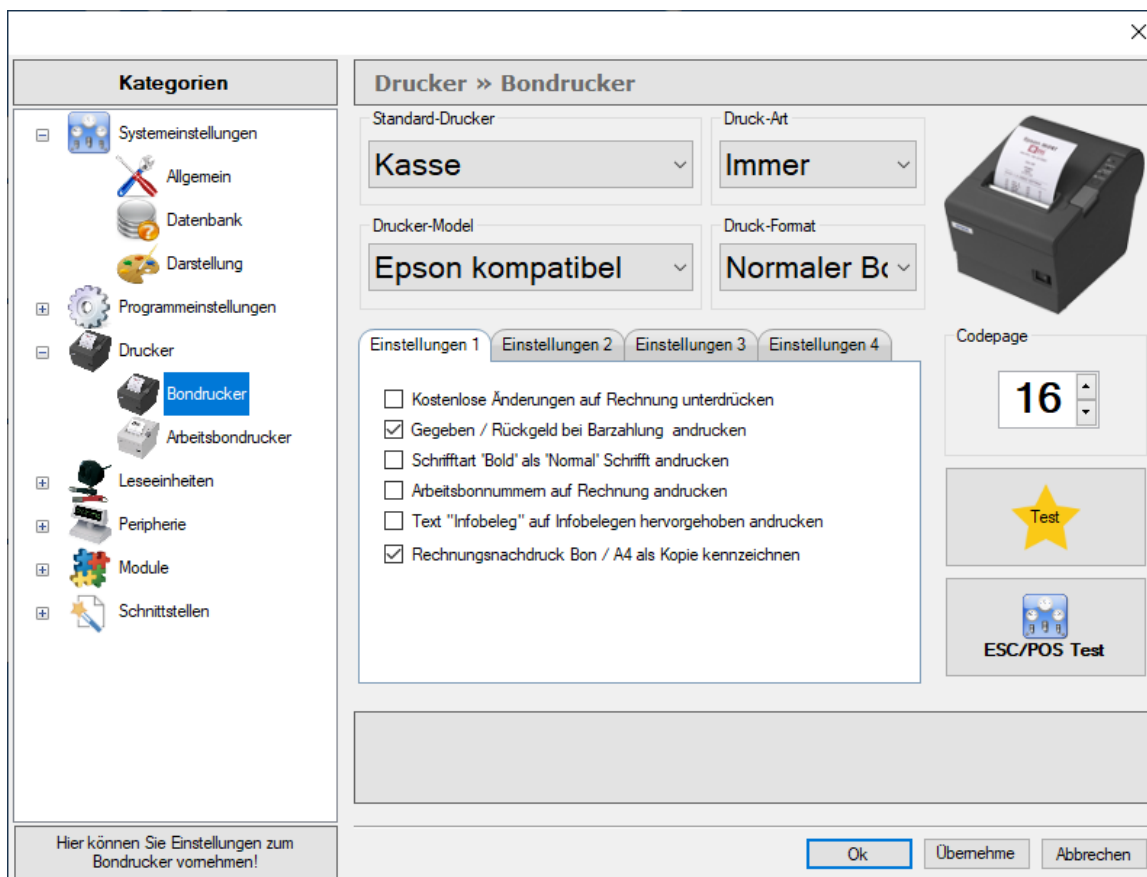 Kategorien
Systemeinstellungen
Allgemein
Datenbank
Darstellung
Programmeinstellungen
Drucker
Bondrucker
Arbeitsbondrucker
Leseeinheiten
Peripherie
Module
Schnittstellen
Hier können Sie Einstellungen zum
Bondrucker vornehmen!
Drucker » Bondrucker
Standard-Drucker
Kasse
Druck-Art
Immer
Drucker-Model
Epson kompatibel
Druck-Format
Normaler Bo
Einstellungen 1
Einstellungen 2
Einstellungen 3
Einstellungen 4
Kostenlose Änderungen auf Rechnung unterdrücken
Gegeben / Rückgeld bei Barzahlung andrucken
Schrifftart 'Bold' als 'Normal' Schrifft andrucken
Arbeitsbonnummern auf Rechnung andrucken
Text "Infobeleg" auf Infobelegen hervorgehoben andrucken
Rechnungsnachdruck Bon / A4 als Kopie kennzeichnen
Codepage
16
Test
ESC/POS Test
Ok
Übernehme
Abbrechen